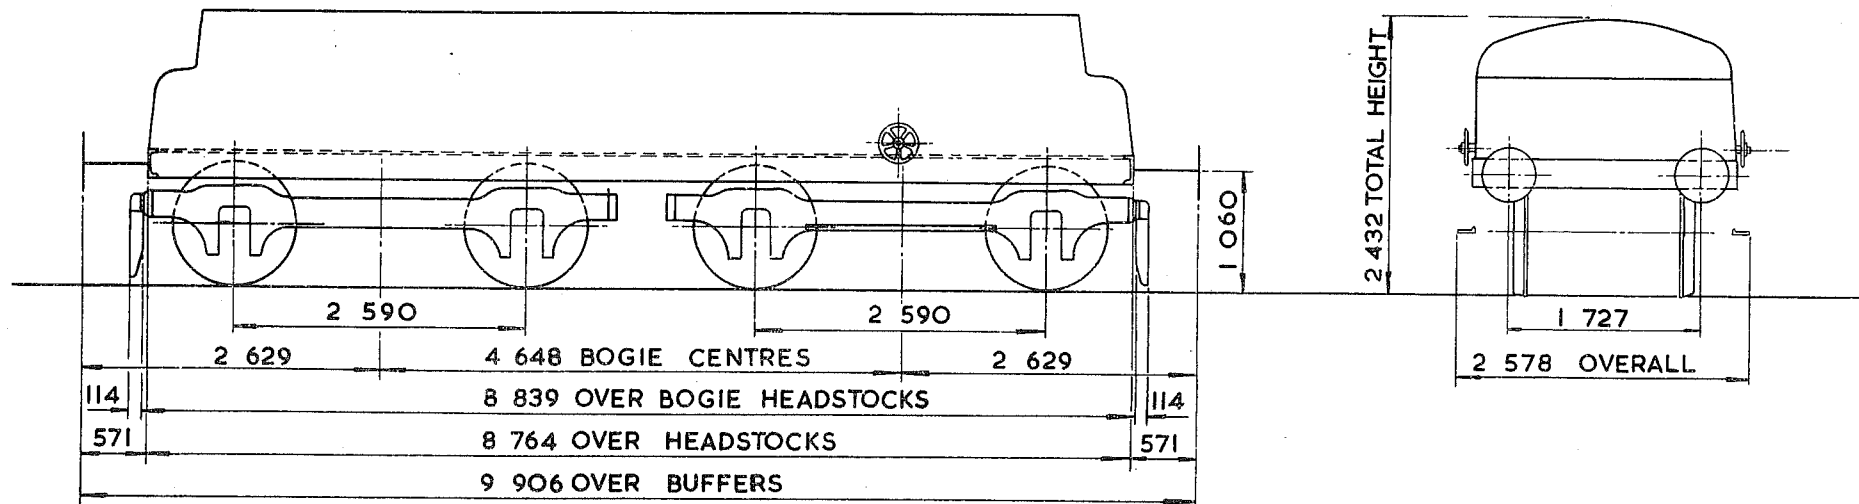 2 432 TOTAL HEIGHT
1 060
2 590
2 590
1 727
2 629
4 648 BOGIE CENTRES
2 629
2 578 OVERALL
114
8 839 OVER BOGIE HEADSTOCKS
114
571
8 764 OVER HEADSTOCKS
571
9 906 OVER BUFFERS